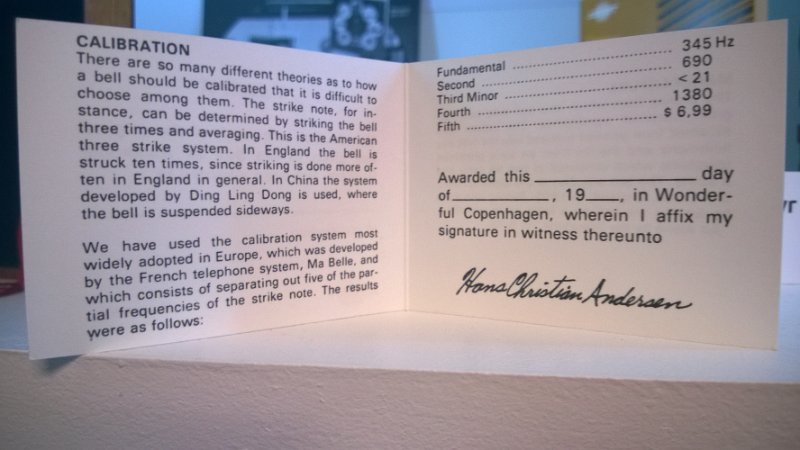 CALIBRATION
There are so many different theories as to how
a bell should be calibrated that it is difficult to
choose among them. The strike note, for in-
stance, can be determined by striking the bell
three times and averaging. This is the American
three strike system. In England the bell is
struck ten times, since striking is done more of-
ten in England in general. In China the system
developed by Ding Ling Dong is used, where
the bell is suspended sideways.
We have used the calibration system most
widely adopted in Europe, which was developed
by the French telephone system, Ma Belle, and
which consists of separating out five of the par-
tial frequencies of the strike note. The results
were as follows:
Fundamental ........................ 345 Hz
Second ........................ 690
Third Minor ........................ < 21
Fourth ........................ 1380
Fifth ........................ $ 6,99
Awarded this ____________ day
of____________, 19____, in Wonder-
ful Copenhagen, wherein I affix my
signature in witness thereunto
Hans Christian Andersen